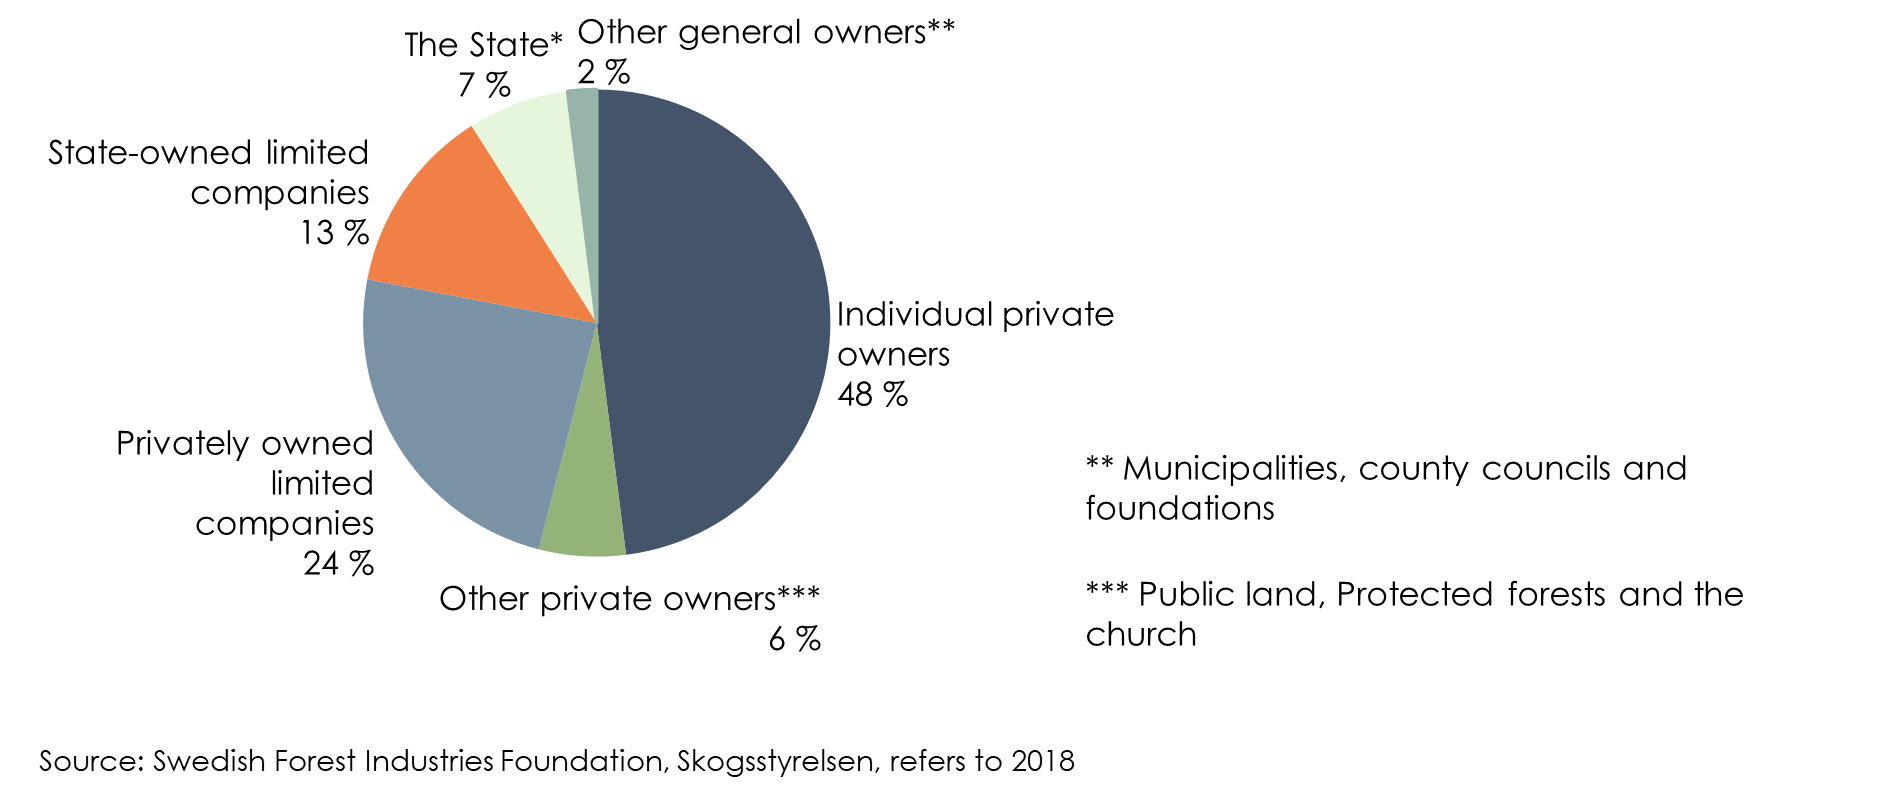 The State*
7 %
Other general owners**
2 %
State-owned limited
companies
13 %
Individual private
owners
48 %
Privately owned
limited
companies
24 %
Other private owners***
6 %
** Municipalities, county councils and
foundations
*** Public land, Protected forests and the
church
Source: Swedish Forest Industries Foundation, Skogsstyrelsen, refers to 2018